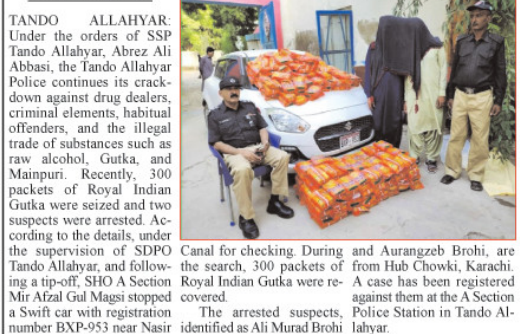 TANDO ALLAHYAR:
Under the orders of SSP
Tando Allahyar, Abrez Ali
Abbasi, the Tando Allahyar
Police continues its crack-
down against drug dealers,
criminal elements, habitual
offenders, and the illegal
trade of substances such as
raw alcohol, Gutka, and
Mainpuri. Recently, 300
packets of Royal Indian
Gutka were seized and two
suspects were arrested. Ac-
cording to the details, under
the supervision of SDPO
Tando Allahyar, and follow-
ing a tip-off, SHO A Section
Mir Afzal Gul Magsi stopped
a Swift car with registration
number BXP-953 near Nasir
Canal for checking. During
the search, 300 packets of
Royal Indian Gutka were re-
covered.
The arrested suspects,
identified as Ali Murad Brohi
and Aurangzeb Brohi, are
from Hub Chowki, Karachi.
A case has been registered
against them at the A Section
Police Station in Tando Al-
lahyar.